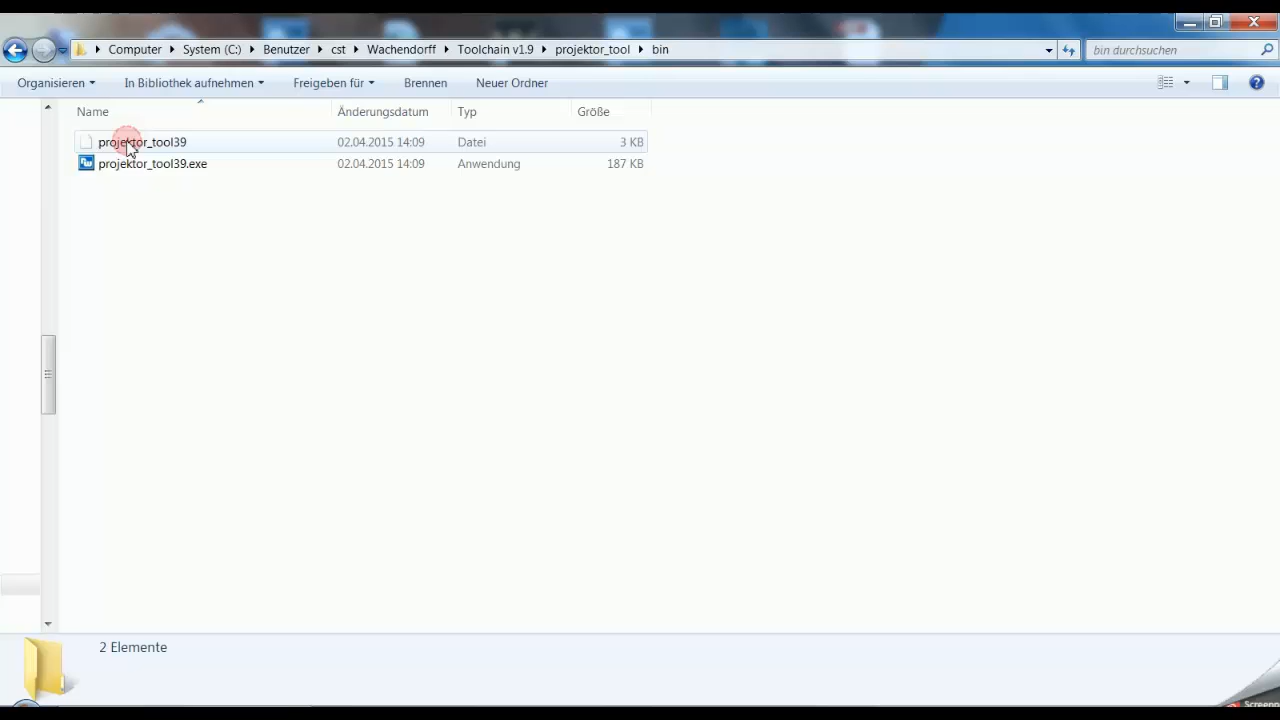 Computer System (C:) Benutzer cst Wachendorff Toolchain v1.9 projektor_tool bin
bin durchsuchen
Organisieren In Bibliothek aufnehmen Freigeben für Brennen Neuer Ordner
Name Änderungsdatum Typ Größe
projektor_tool39 02.04.2015 14:09 Datei 3 KB
projektor_tool39.exe 02.04.2015 14:09 Anwendung 187 KB
2 Elemente